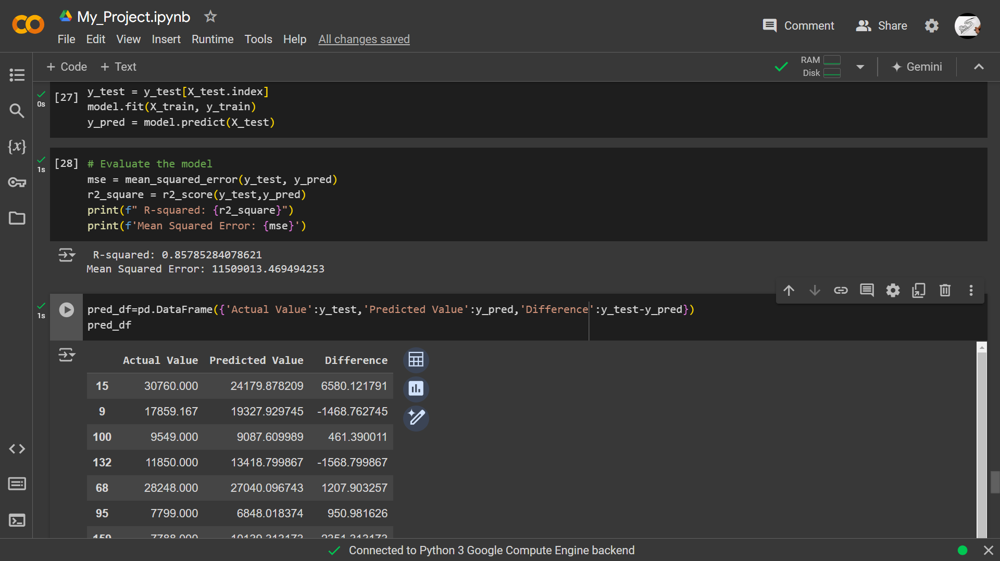 My_Project.ipynb
File Edit View Insert Runtime Tools Help All changes saved
Comment Share
+ Code + Text
RAM
Disk
Gemini
0s
[27]
y_test = y_test[X_test.index]
model.fit(X_train, y_train)
y_pred = model.predict(X_test)
1s
[28]
# Evaluate the model
mse = mean_squared_error(y_test, y_pred)
r2_square = r2_score(y_test,y_pred)
print(f" R-squared: {r2_square}")
print(f'Mean Squared Error: {mse}')
R-squared: 0.85785284078621
Mean Squared Error: 11509013.469494253
1s
pred_df=pd.DataFrame({'Actual Value':y_test,'Predicted Value':y_pred,'Difference':y_test-y_pred})
pred_df
Actual Value Predicted Value Difference
15 30760.000 24179.878209 6580.121791
9 17859.167 19327.929745 -1468.762745
100 9549.000 9087.609989 461.390011
132 11850.000 13418.799867 -1568.799867
68 28248.000 27040.096743 1207.903257
95 7799.000 6848.018374 950.981626
Connected to Python 3 Google Compute Engine backend